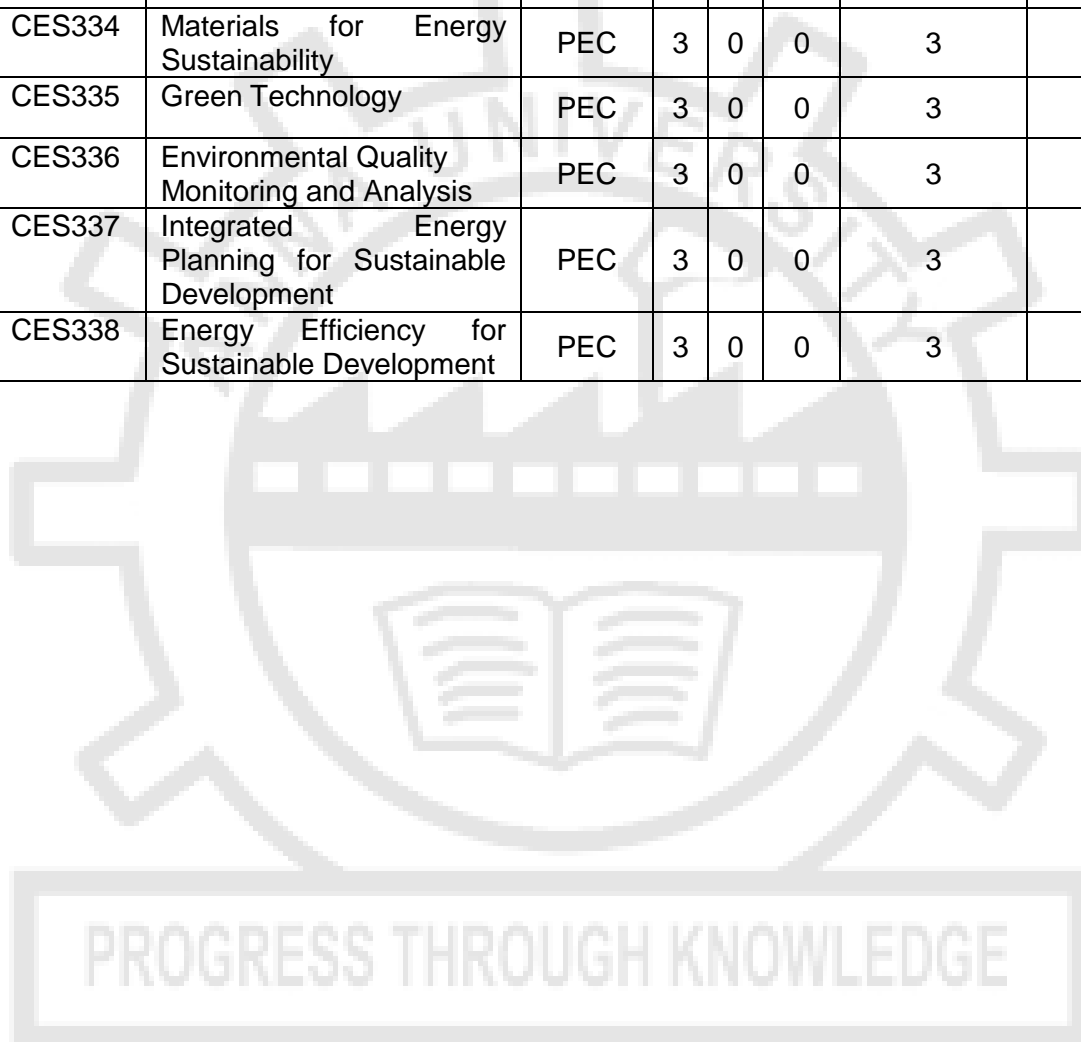 CES334 Materials for Energy PEC 3 0 0 3
Sustainability
CES335 Green Technology PEC 3 0 0 3
CES336 Environmental Quality PEC 3 0 0 3
Monitoring and Analysis
CES337 Integrated Energy
Planning for Sustainable PEC 3 0 0 3
Development
CES338 Energy Efficiency for PEC 3 0 0 3
Sustainable Development
ANNA UNIVERSITY
PROGRESS THROUGH KNOWLEDGE